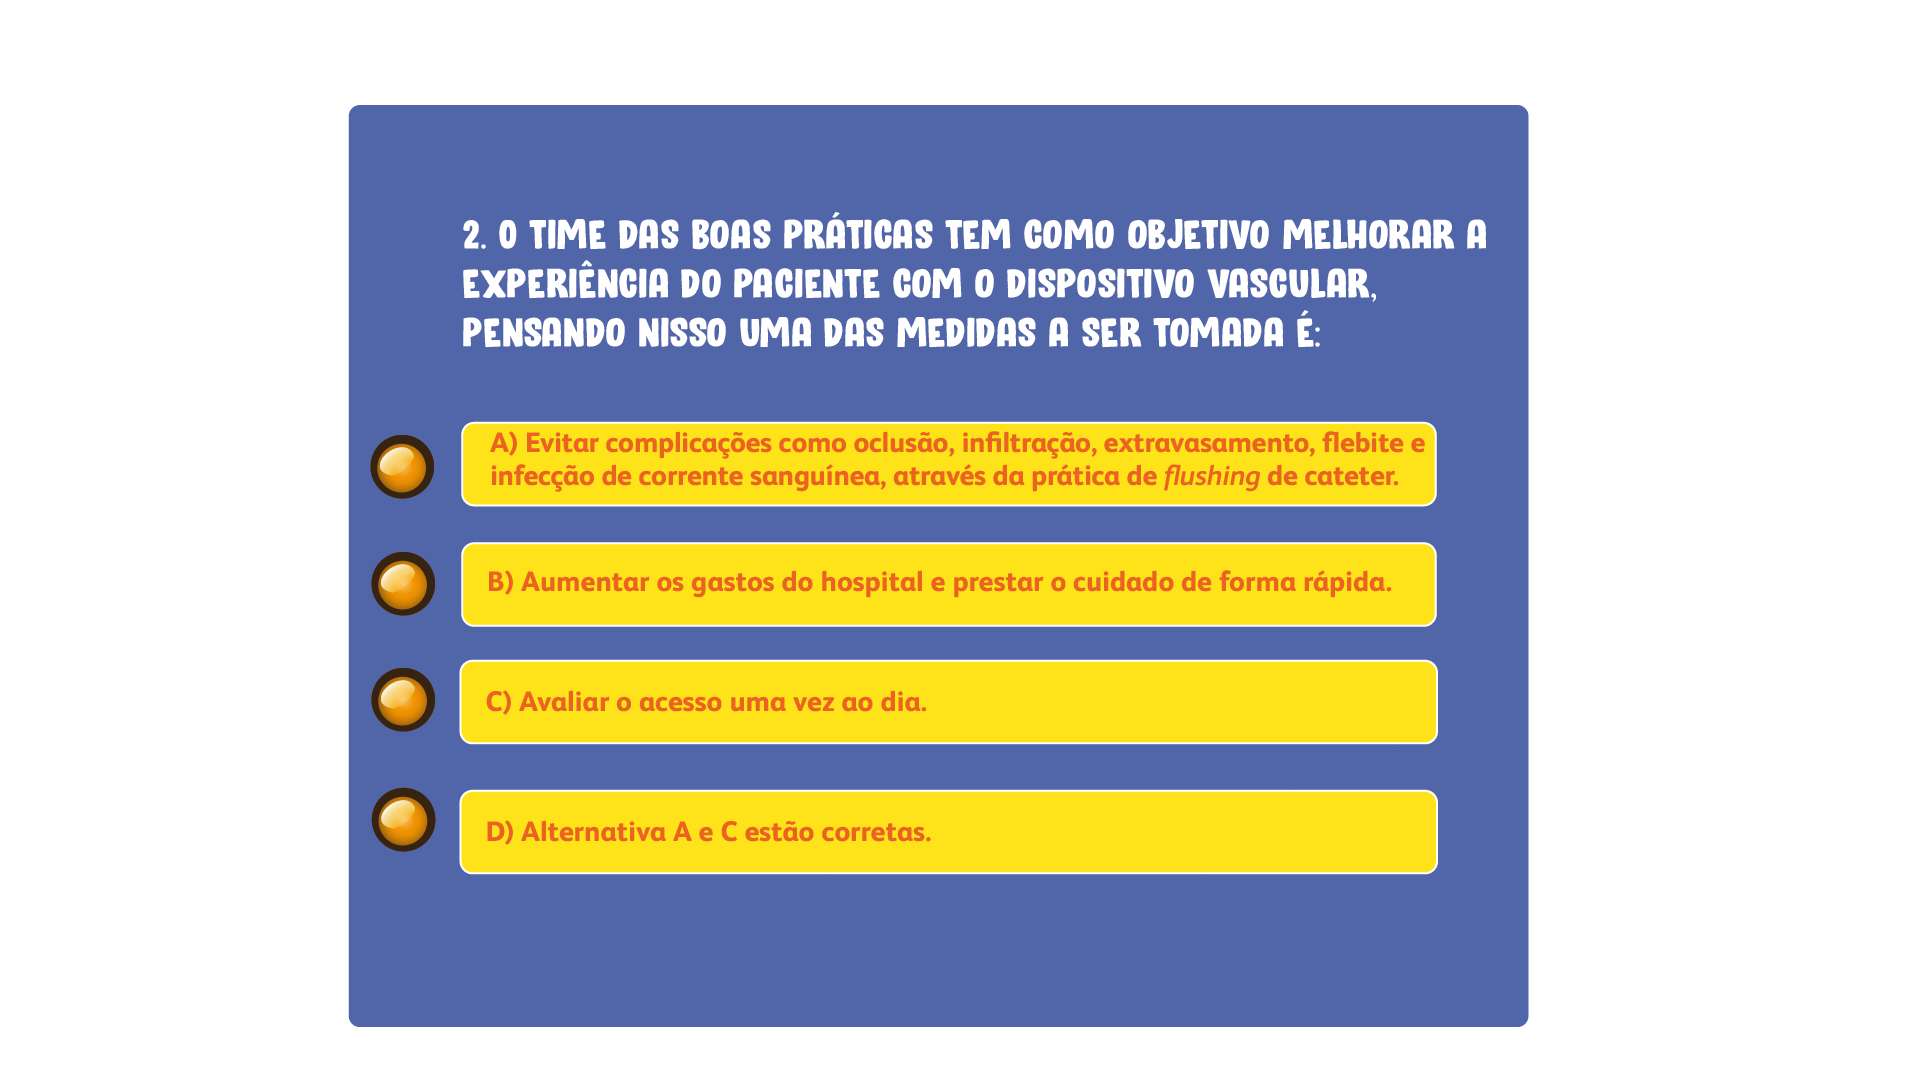 2. O TIME DAS BOAS PRÁTICAS TEM COMO OBJETIVO MELHORAR A
EXPERIÊNCIA DO PACIENTE COM O DISPOSITIVO VASCULAR,
PENSANDO NISSO UMA DAS MEDIDAS A SER TOMADA É:
A) Evitar complicações como oclusão, infiltração, extravasamento, flebite e
infecção de corrente sanguínea, através da prática de flushing de cateter.
B) Aumentar os gastos do hospital e prestar o cuidado de forma rápida.
C) Avaliar o acesso uma vez ao dia.
D) Alternativa A e C estão corretas.